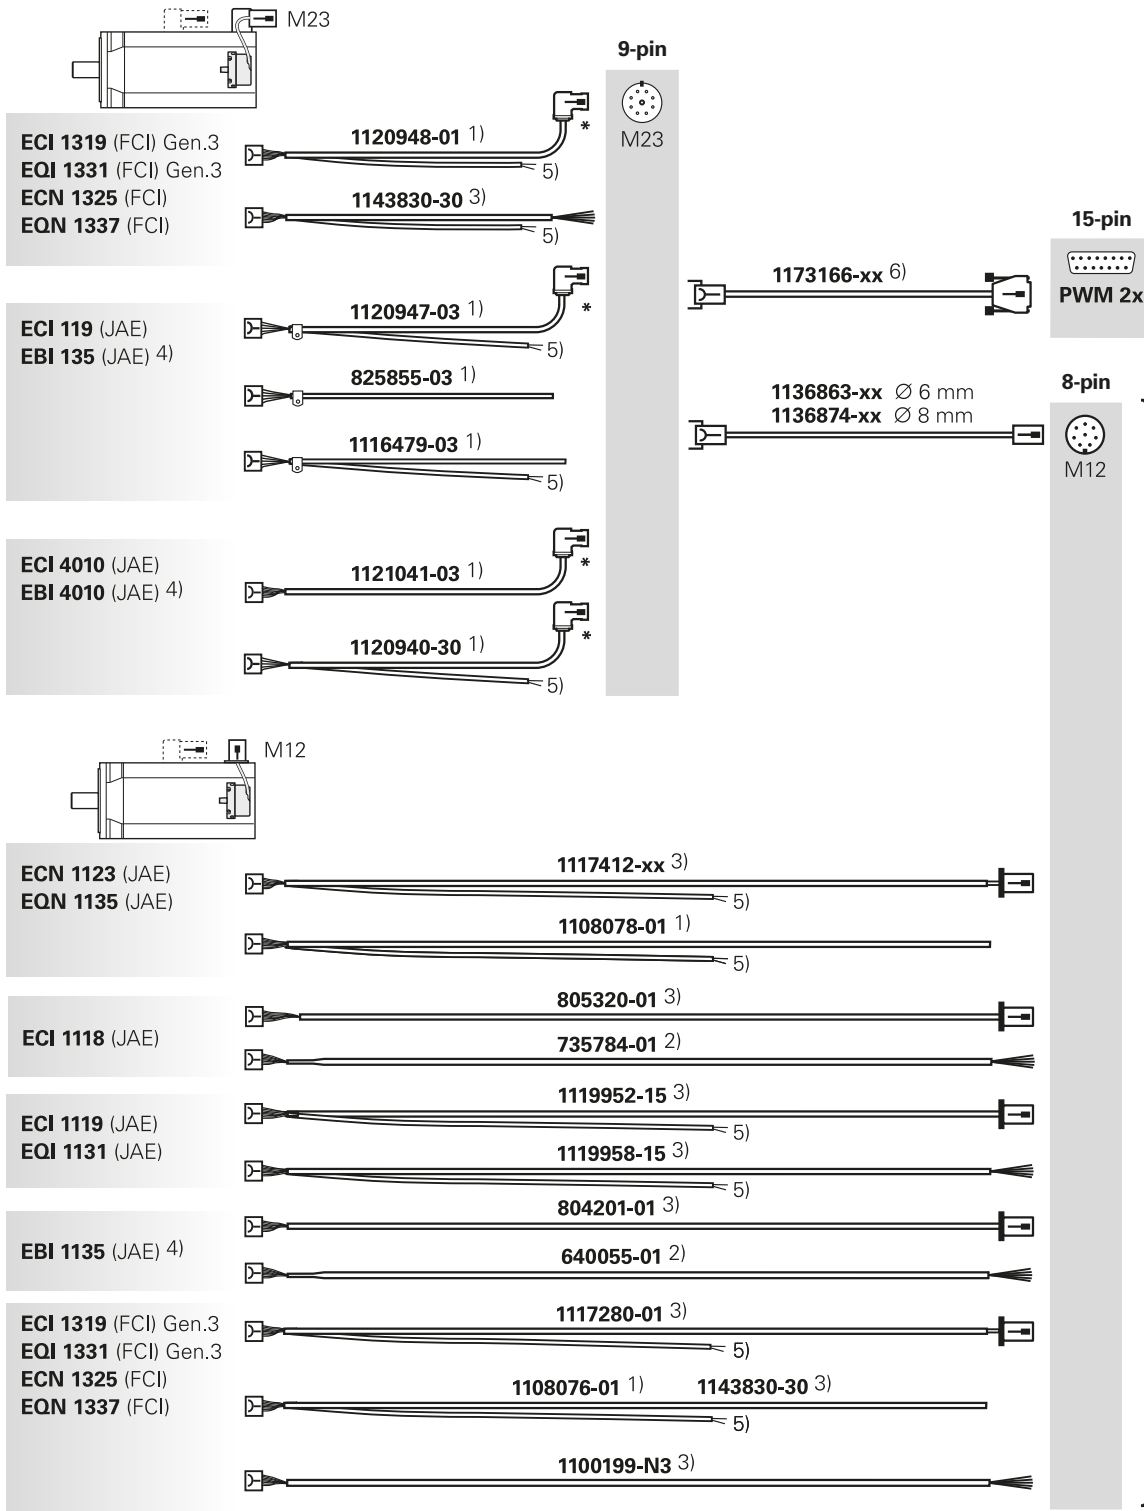 M23
9-pin
M23
ECI 1319 (FCI) Gen.3
EQI 1331 (FCI) Gen.3
ECN 1325 (FCI)
EQN 1337 (FCI)
1120948-01 1)
*
5)
1143830-30 3)
5)
15-pin
PWM 2x
1173166-xx 6)
ECI 119 (JAE)
EBI 135 (JAE) 4)
1120947-03 1)
*
5)
825855-03 1)
1116479-03 1)
5)
8-pin
M12
1136863-xx Ø 6 mm
1136874-xx Ø 8 mm
ECI 4010 (JAE)
EBI 4010 (JAE) 4)
1121041-03 1)
*
1120940-30 1)
*
5)
M12
ECN 1123 (JAE)
EQN 1135 (JAE)
1117412-xx 3)
5)
1108078-01 1)
5)
ECI 1118 (JAE)
805320-01 3)
735784-01 2)
ECI 1119 (JAE)
EQI 1131 (JAE)
1119952-15 3)
5)
1119958-15 3)
5)
EBI 1135 (JAE) 4)
804201-01 3)
640055-01 2)
ECI 1319 (FCI) Gen.3
EQI 1331 (FCI) Gen.3
ECN 1325 (FCI)
EQN 1337 (FCI)
1117280-01 3)
5)
1108076-01 1) 1143830-30 3)
5)
1100199-N3 3)